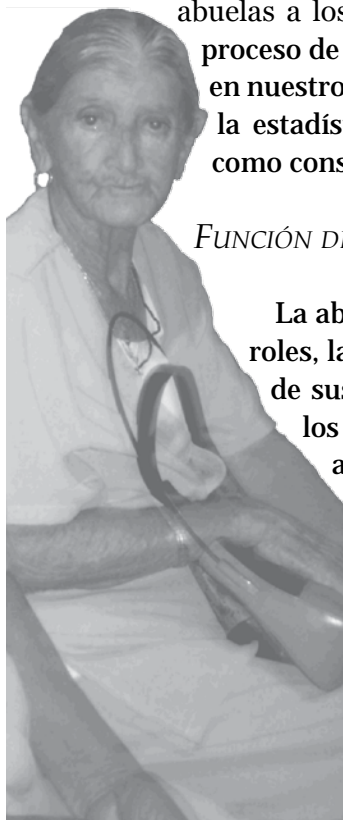 abuelas a los
proceso de
en nuestro
la estadís
como cons
FUNCIÓN DE
La ab
roles, la
de sus
los
a